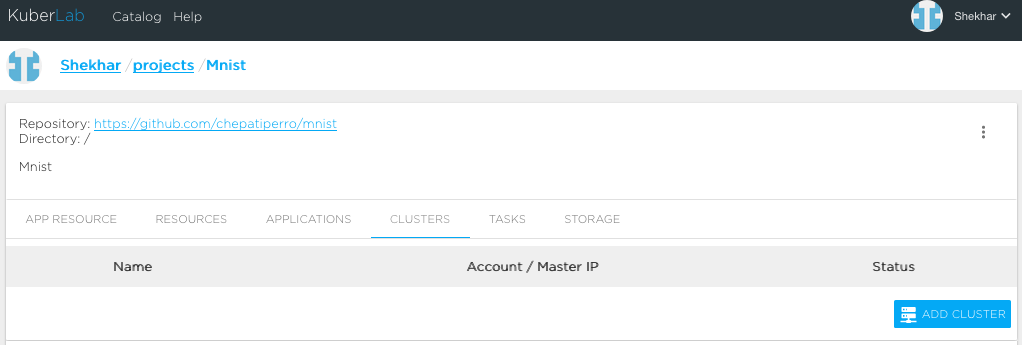 KuberLab Catalog Help Shekhar
Shekhar / projects / Mnist
Repository: https://github.com/chepatiperro/mnist
Directory: /
Mnist
APP RESOURCE RESOURCES APPLICATIONS CLUSTERS TASKS STORAGE
Name Account / Master IP Status
ADD CLUSTER